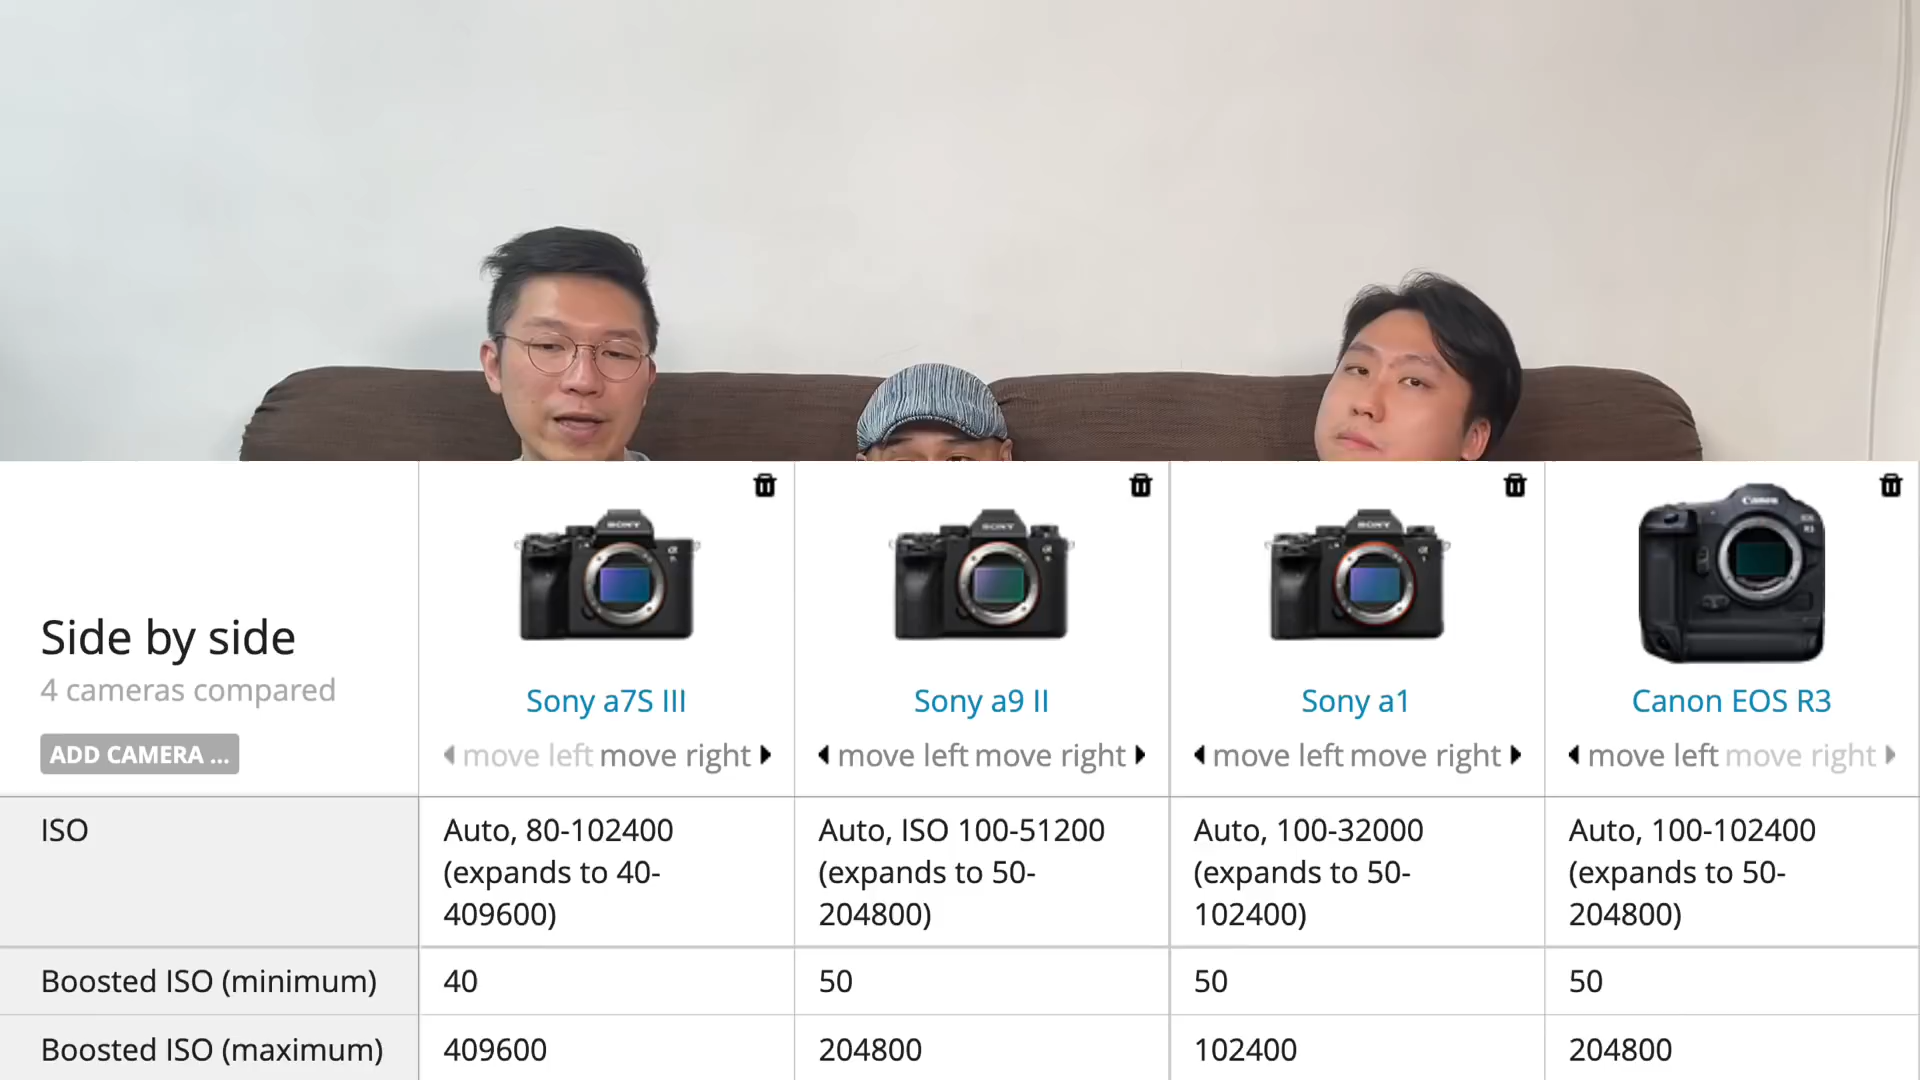 SONY
SONY
SONY
Canon
Side by side
4 cameras compared
ADD CAMERA ...
Sony a7S III
move left move right
Sony a9 II
move left move right
Sony a1
move left move right
Canon EOS R3
move left move right
ISO
Auto, 80-102400
(expands to 40-
409600)
Auto, ISO 100-51200
(expands to 50-
204800)
Auto, 100-32000
(expands to 50-
102400)
Auto, 100-102400
(expands to 50-
204800)
Boosted ISO (minimum)
40
50
50
50
Boosted ISO (maximum)
409600
204800
102400
204800